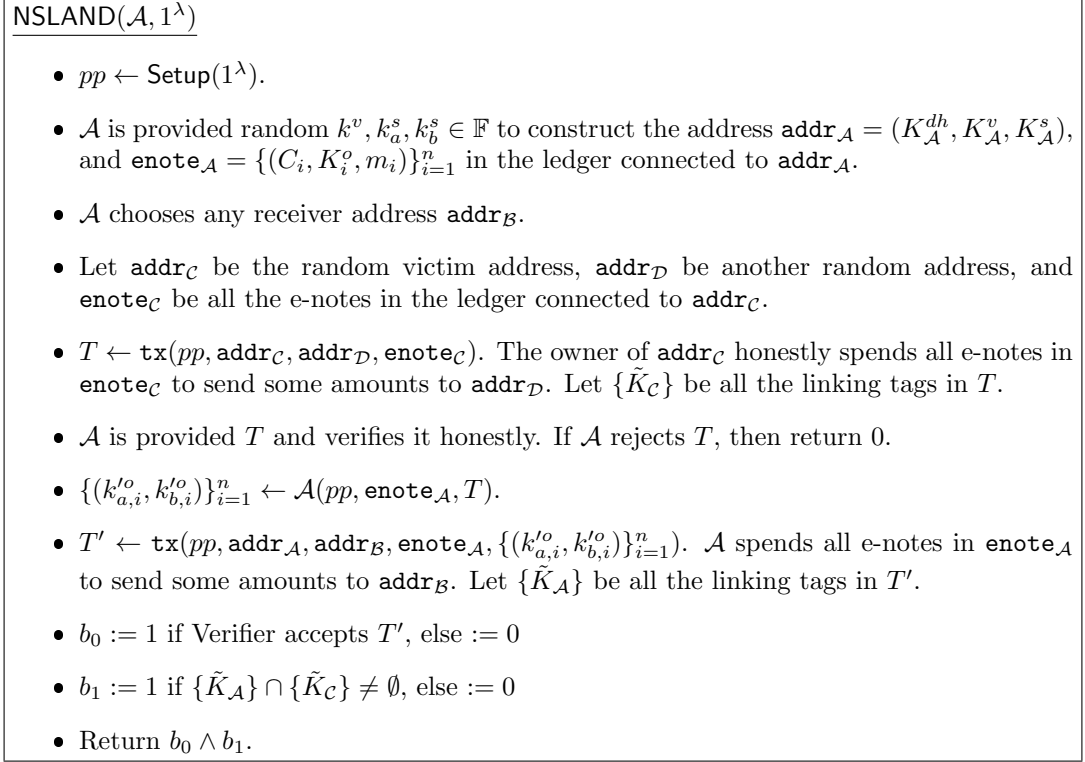 NSLAND(𝒜, 1^λ)
• pp ← Setup(1^λ).
• 𝒜 is provided random k^v, k^s_a, k^s_b ∈ 𝔽 to construct the address addr_𝒜 = (K^{dh}_𝒜, K^v_𝒜, K^s_𝒜),
and enote_𝒜 = {(C_i, K^o_i, m_i)}^n_{i=1} in the ledger connected to addr_𝒜.
• 𝒜 chooses any receiver address addr_ℬ.
• Let addr_𝒞 be the random victim address, addr_𝒟 be another random address, and
enote_𝒞 be all the e-notes in the ledger connected to addr_𝒞.
• T ← tx(pp, addr_𝒞, addr_𝒟, enote_𝒞). The owner of addr_𝒞 honestly spends all e-notes in
enote_𝒞 to send some amounts to addr_𝒟. Let {K̃_𝒞} be all the linking tags in T.
• 𝒜 is provided T and verifies it honestly. If 𝒜 rejects T, then return 0.
• {(k'^o_{a,i}, k'^o_{b,i})}^n_{i=1} ← 𝒜(pp, enote_𝒜, T).
• T' ← tx(pp, addr_𝒜, addr_ℬ, enote_𝒜, {(k'^o_{a,i}, k'^o_{b,i})}^n_{i=1}). 𝒜 spends all e-notes in enote_𝒜
to send some amounts to addr_ℬ. Let {K̃_𝒜} be all the linking tags in T'.
• b_0 := 1 if Verifier accepts T', else := 0
• b_1 := 1 if {K̃_𝒜} ∩ {K̃_𝒞} ≠ ∅, else := 0
• Return b_0 ∧ b_1.